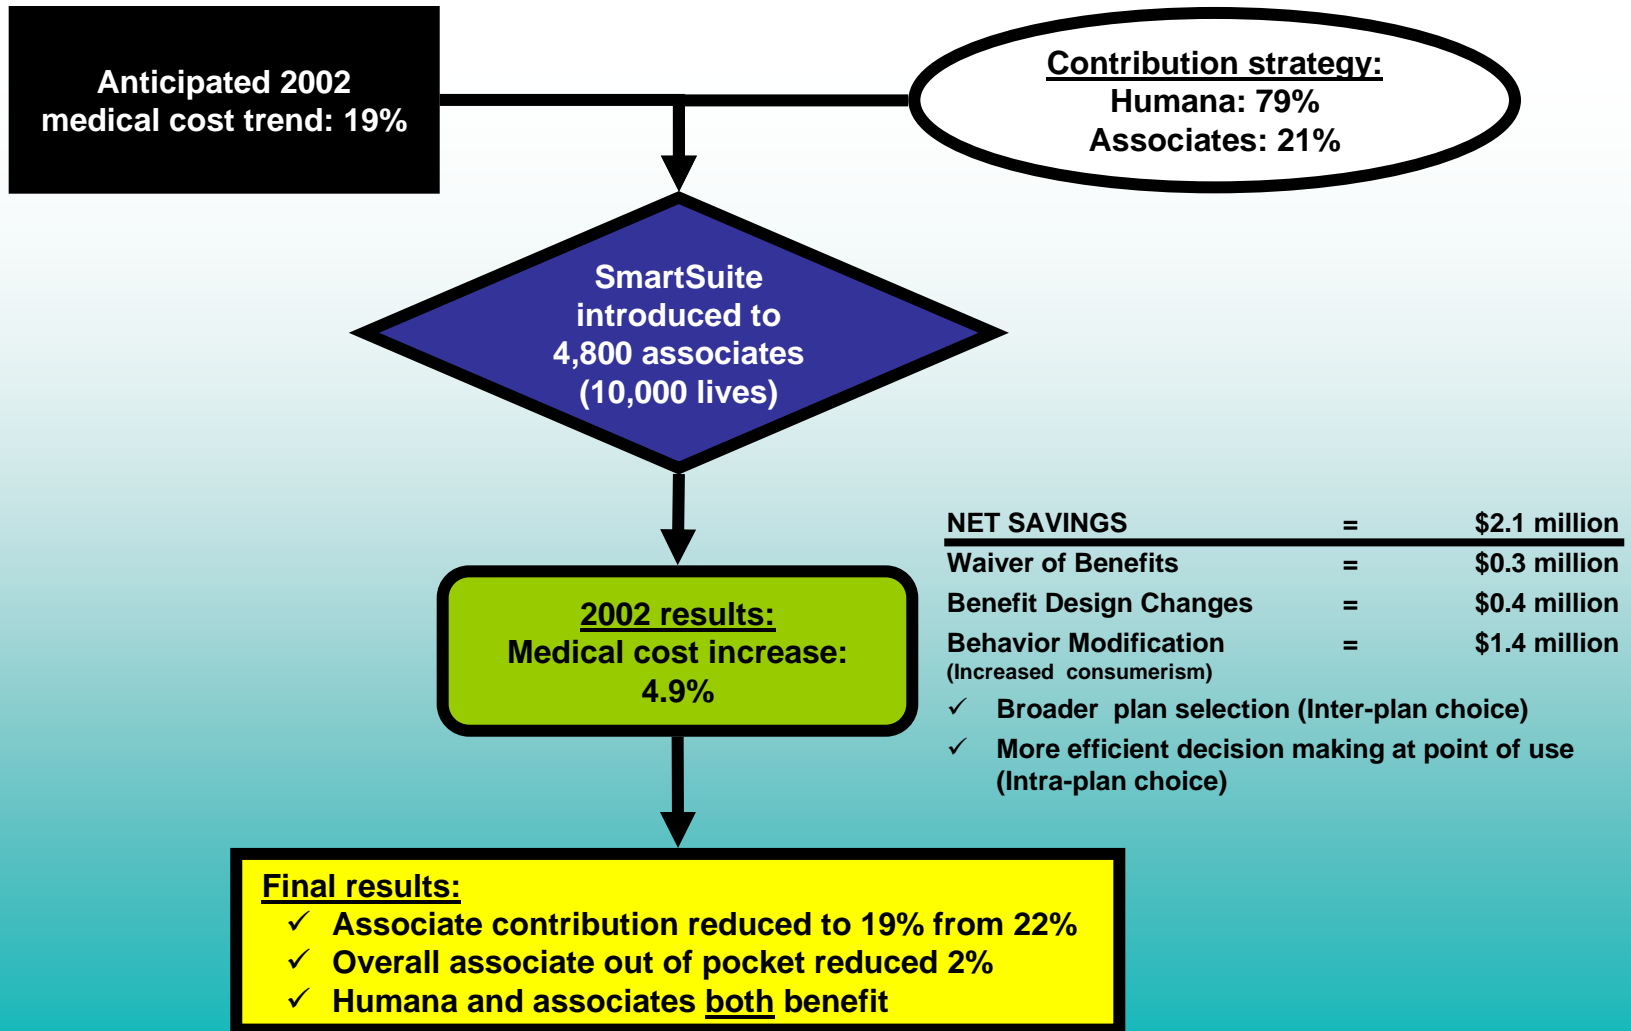 Anticipated 2002
medical cost trend: 19%
Contribution strategy:
Humana: 79%
Associates: 21%
SmartSuite
introduced to
4,800 associates
(10,000 lives)
2002 results:
Medical cost increase:
4.9%
NET SAVINGS = $2.1 million
Waiver of Benefits = $0.3 million
Benefit Design Changes = $0.4 million
Behavior Modification = $1.4 million
(Increased consumerism)
✓ Broader plan selection (Inter-plan choice)
✓ More efficient decision making at point of use
(Intra-plan choice)
Final results:
✓ Associate contribution reduced to 19% from 22%
✓ Overall associate out of pocket reduced 2%
✓ Humana and associates both benefit